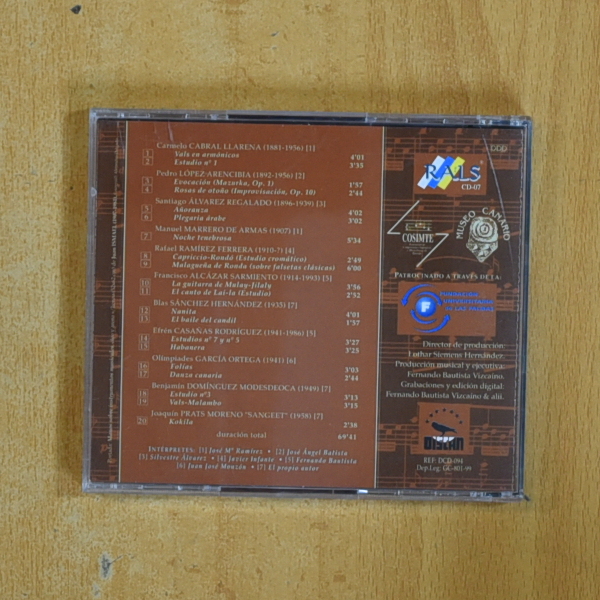 Carmelo CABRAL LLARENA (1881-1956) [1]
1 Vals en armónicos 4'01
2 Estudio nº 1 3'55
Pedro LÓPEZ ARENCIBIA (1892-1956) [2]
3 Evocación (Mazurka, Op. 1) 1'57
4 Rosas de otoño (Improvisación, Op. 10) 2'44
Santiago ÁLVAREZ REGALADO (1896-1939) [3]
5 Añoranza 4'02
6 Plegaria árabe 3'02
Manuel MARRERO DE ARMAS (1907) [1]
7 Noche tenebrosa 5'34
Rafael RAMÍREZ FERRERA (1910-?) [4]
8 Capriccio-Rondó (Estudio cromático) 2'49
9 Malagueña de Ronda (sobre falsetas clásicas) 6'00
Francisco ALCÁZAR SARMIENTO (1914-1993) [5]
10 La guitarra de Mulay-Jilaly 3'56
11 El canto de Lai-la (Estudio) 2'52
Blas SÁNCHEZ HERNÁNDEZ (1935) [7]
12 Nanita 4'01
13 El baile del candil 1'57
Efrén CASAÑAS RODRÍGUEZ (1941-1986) [5]
14 Estudios nº 7 y nº 5 3'27
15 Habanera 3'25
Olimpiades GARCÍA ORTEGA (1941) [6]
16 Folías 3'03
17 Danza canaria 2'44
Benjamín DOMÍNGUEZ MODESDEOCA (1949) [7]
18 Estudio nº3 3'13
19 Vals-Malambo 3'15
Joaquín PRATS MORENO "SANGEET" (1958) [7]
20 Kokila 2'38
duración total 69'41
INTÉRPRETES: [1] José Mª Ramírez • [2] José Ángel Batista
[3] Silvestre Álvarez • [4] Javier Infante • [5] Fernando Bautista
[6] Juan José Monzón • [7] El propio autor
DDD
RALS
CD-07
COSIMTE
MUSEO CANARIO
PATROCINADO A TRAVÉS DE LA:
FUNDACIÓN
UNIVERSITARIA
DE LAS PALMAS
Director de producción:
Lothar Siemens Hernández.
Producción musical y ejecutiva:
Fernando Bautista Vizcaíno.
Grabaciones y edición digital:
Fernando Bautista Vizcaíno & alii.
DISCAN
REF: DCD-094
Dep.Leg: GC-801-99